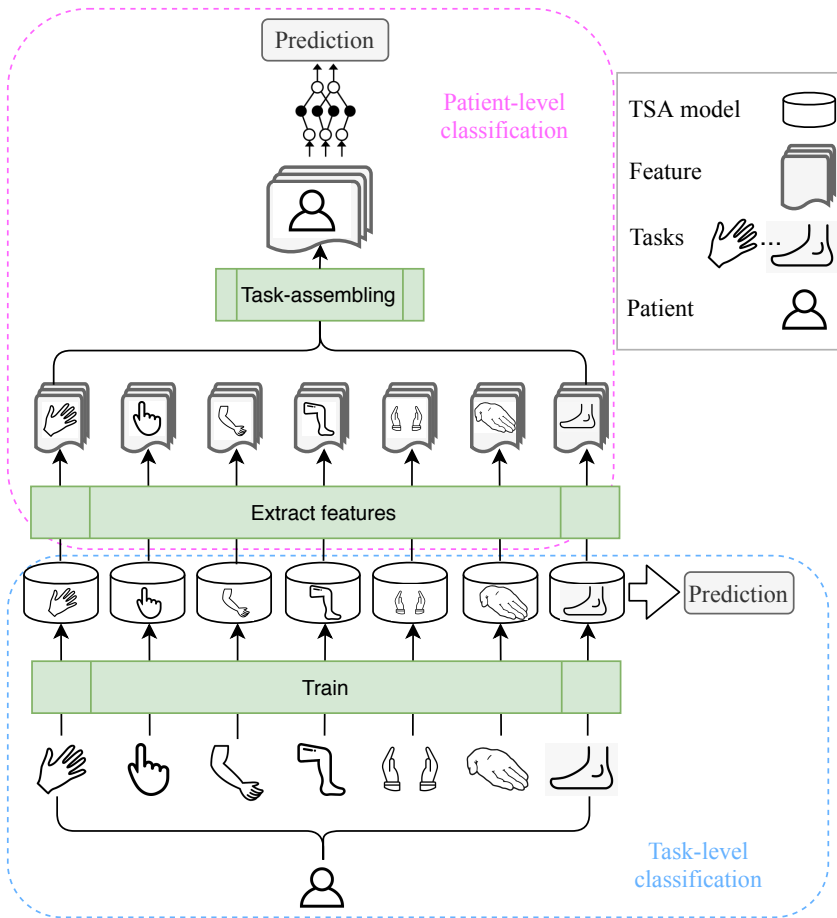 Prediction
Patient-level
classification
TSA model
Feature
Tasks
...
Patient
Task-assembling
Extract features
Prediction
Train
Task-level
classification